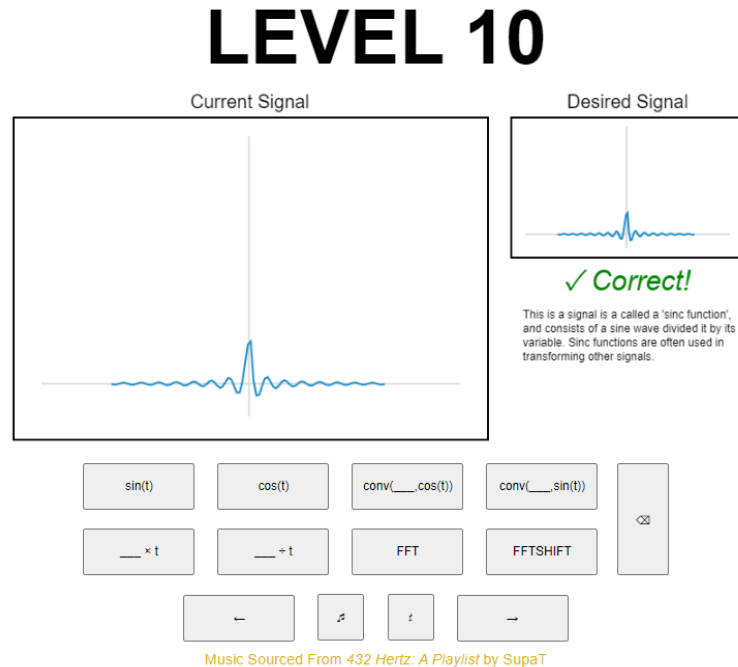 LEVEL 10
Current Signal
Desired Signal
✓ Correct!
This is a signal is a called a 'sinc function',
and consists of a sine wave divided it by its
variable. Sinc functions are often used in
transforming other signals.
sin(t)
cos(t)
conv(___,cos(t))
conv(___,sin(t))
⌫
___ × t
___ ÷ t
FFT
FFTSHIFT
←
♬
♯
→
Music Sourced From 432 Hertz: A Playlist by SupaT